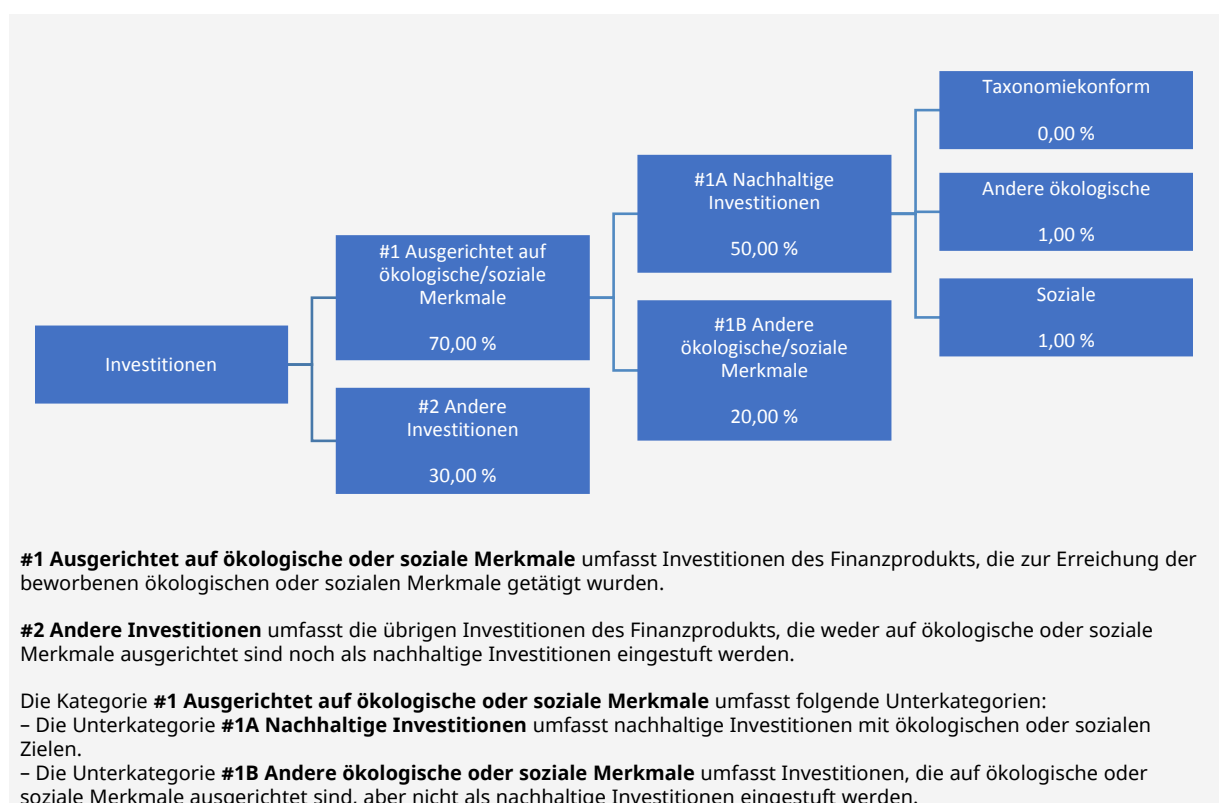 Investitionen
#1 Ausgerichtet auf
ökologische/soziale
Merkmale
70,00 %
#2 Andere
Investitionen
30,00 %
#1A Nachhaltige
Investitionen
50,00 %
#1B Andere
ökologische/soziale
Merkmale
20,00 %
Taxonomiekonform
0,00 %
Andere ökologische
1,00 %
Soziale
1,00 %
#1 Ausgerichtet auf ökologische oder soziale Merkmale umfasst Investitionen des Finanzprodukts, die zur Erreichung der
beworbenen ökologischen oder sozialen Merkmale getätigt wurden.
#2 Andere Investitionen umfasst die übrigen Investitionen des Finanzprodukts, die weder auf ökologische oder soziale
Merkmale ausgerichtet sind noch als nachhaltige Investitionen eingestuft werden.
Die Kategorie #1 Ausgerichtet auf ökologische oder soziale Merkmale umfasst folgende Unterkategorien:
– Die Unterkategorie #1A Nachhaltige Investitionen umfasst nachhaltige Investitionen mit ökologischen oder sozialen
Zielen.
– Die Unterkategorie #1B Andere ökologische oder soziale Merkmale umfasst Investitionen, die auf ökologische oder
soziale Merkmale ausgerichtet sind, aber nicht als nachhaltige Investitionen eingestuft werden.